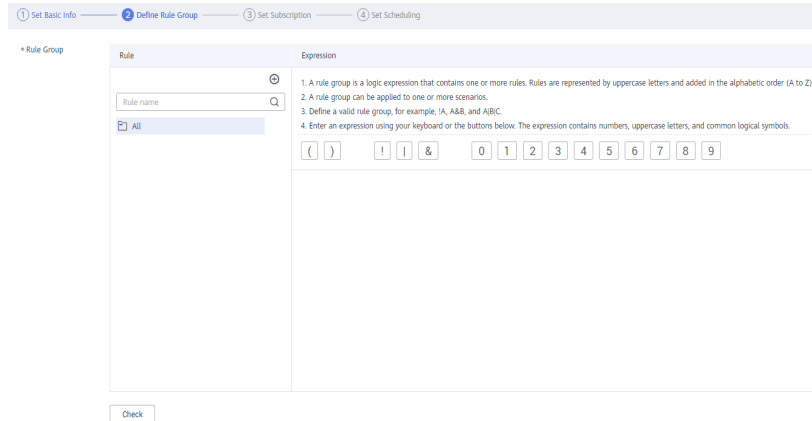 1 Set Basic Info 2 Define Rule Group 3 Set Subscription 4 Set Scheduling
* Rule Group
Rule Expression
Rule name
All
1. A rule group is a logic expression that contains one or more rules. Rules are represented by uppercase letters and added in the alphabetic order (A to Z)
2. A rule group can be applied to one or more scenarios.
3. Define a valid rule group, for example, !A, A&B, and A|B|C.
4. Enter an expression using your keyboard or the buttons below. The expression contains numbers, uppercase letters, and common logical symbols.
( ) ! | & 0 1 2 3 4 5 6 7 8 9
Check